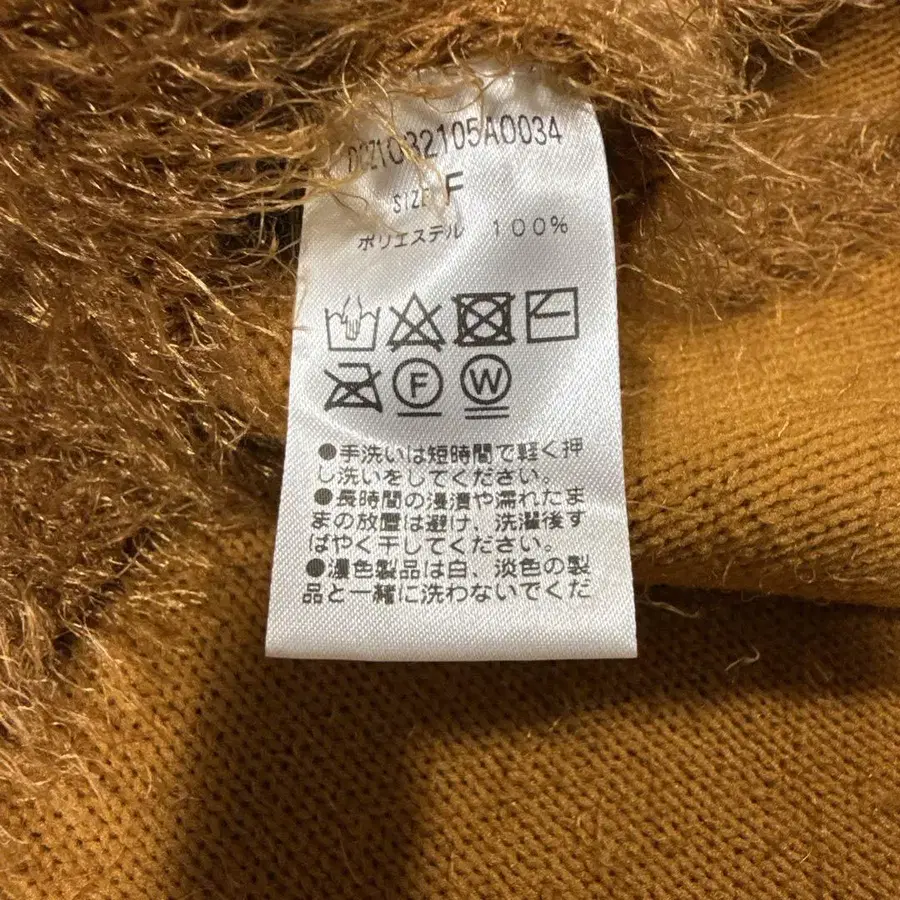 DCZ1032105A0034
SIZE F
ポリエステル 100%
F W
●手洗いは短時間で軽く押
し洗いをしてください。
●長時間の浸漬や濡れたま
まの放置は避け、洗濯後す
ばやく干してください。
●濃色製品は白、淡色の製
品と一緒に洗わないでくだ